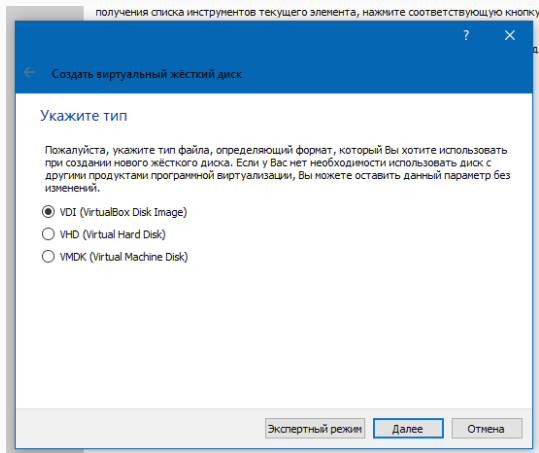 получения списка инструментов текущего элемента, нажмите соответствующую кнопку
?
Создать виртуальный жёсткий диск
Укажите тип
Пожалуйста, укажите тип файла, определяющий формат, который Вы хотите использовать
при создании нового жёсткого диска. Если у Вас нет необходимости использовать диск с
другими продуктами программной виртуализации, Вы можете оставить данный параметр без
изменений.
VDI (VirtualBox Disk Image)
VHD (Virtual Hard Disk)
VMDK (Virtual Machine Disk)
Экспертный режим Далее Отмена